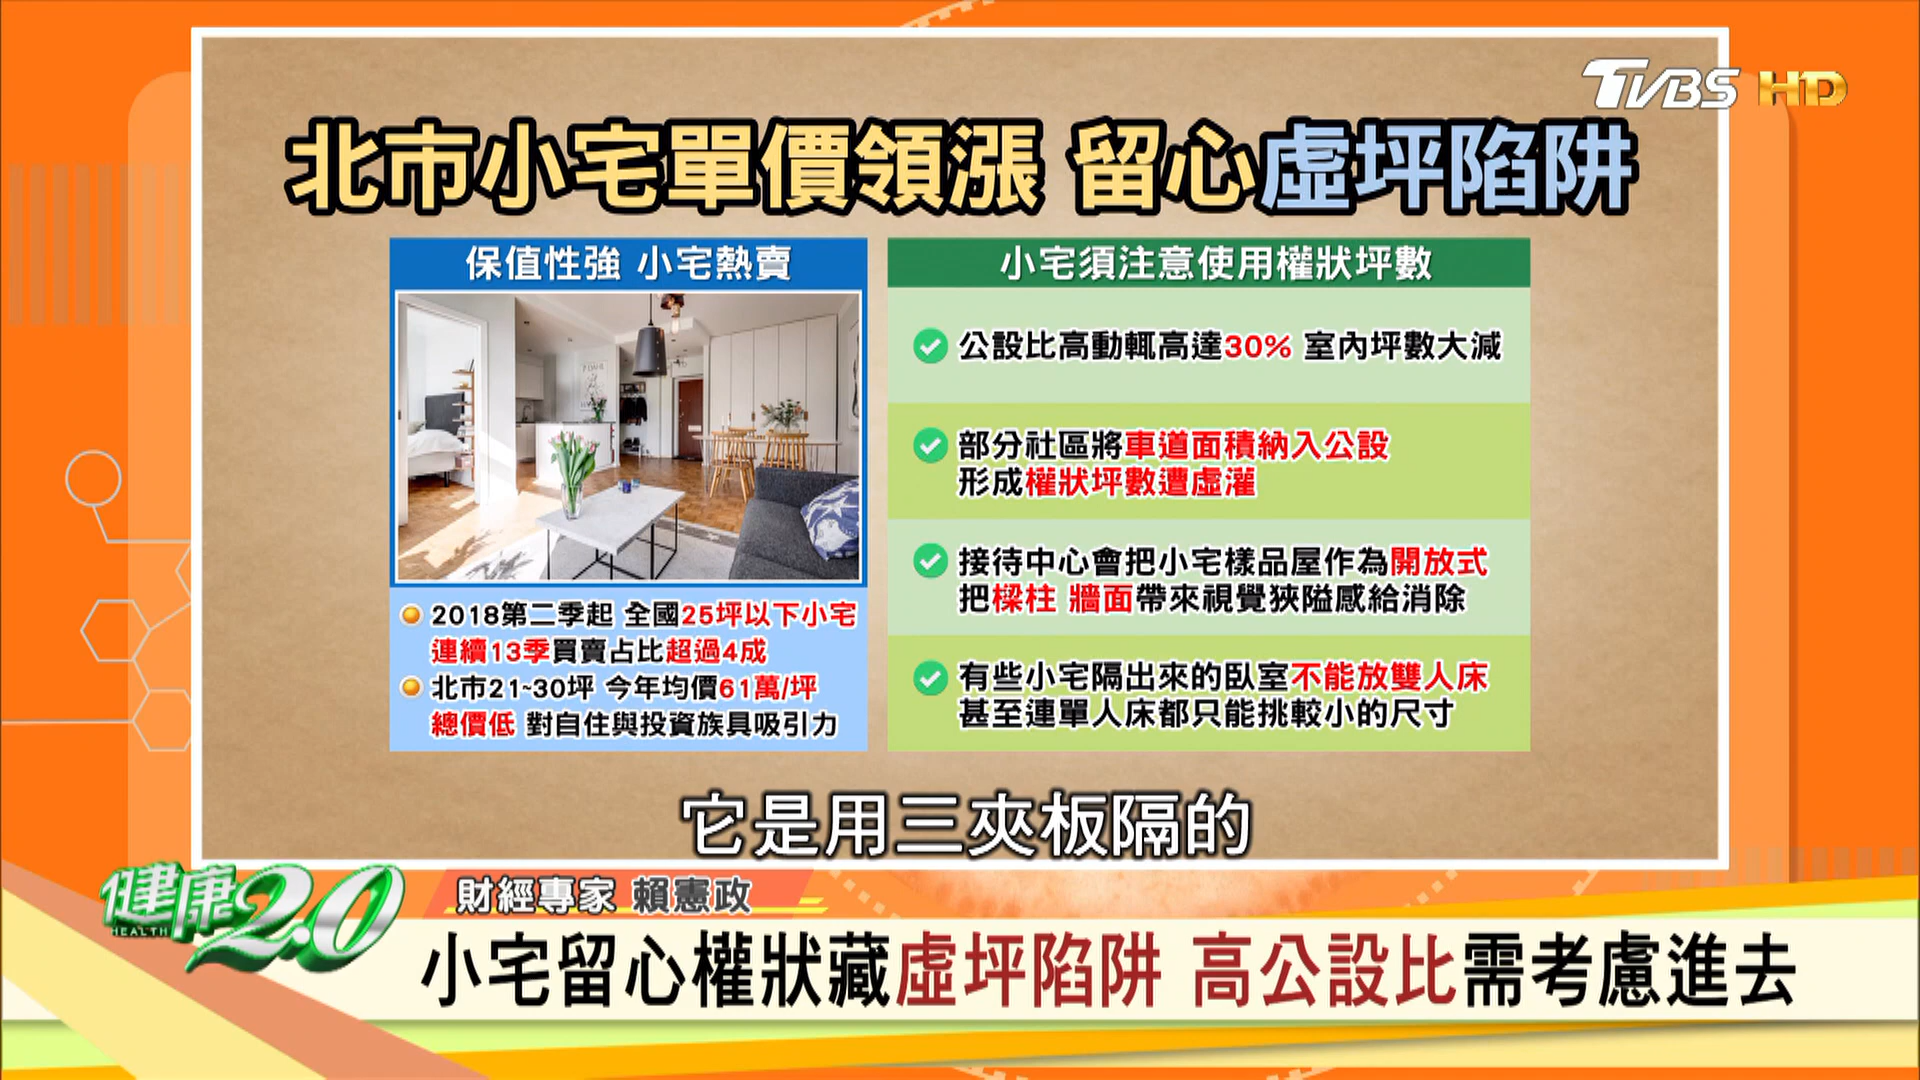 TVBS HD
北市小宅單價領漲 留心虛坪陷阱
保值性強 小宅熱賣
2018第二季起 全國25坪以下小宅
連續13季買賣占比超過4成
北市21~30坪 今年均價61萬/坪
總價低 對自住與投資族具吸引力
小宅須注意使用權狀坪數
公設比高動輒高達30% 室內坪數大減
部分社區將車道面積納入公設
形成權狀坪數遭虛灌
接待中心會把小宅樣品屋作為開放式
把樑柱 牆面帶來視覺狹隘感給消除
有些小宅隔出來的臥室不能放雙人床
甚至連單人床都只能挑較小的尺寸
它是用三夾板隔的
健康2.0
HEALTH
財經專家 賴憲政
小宅留心權狀藏虛坪陷阱 高公設比需考慮進去